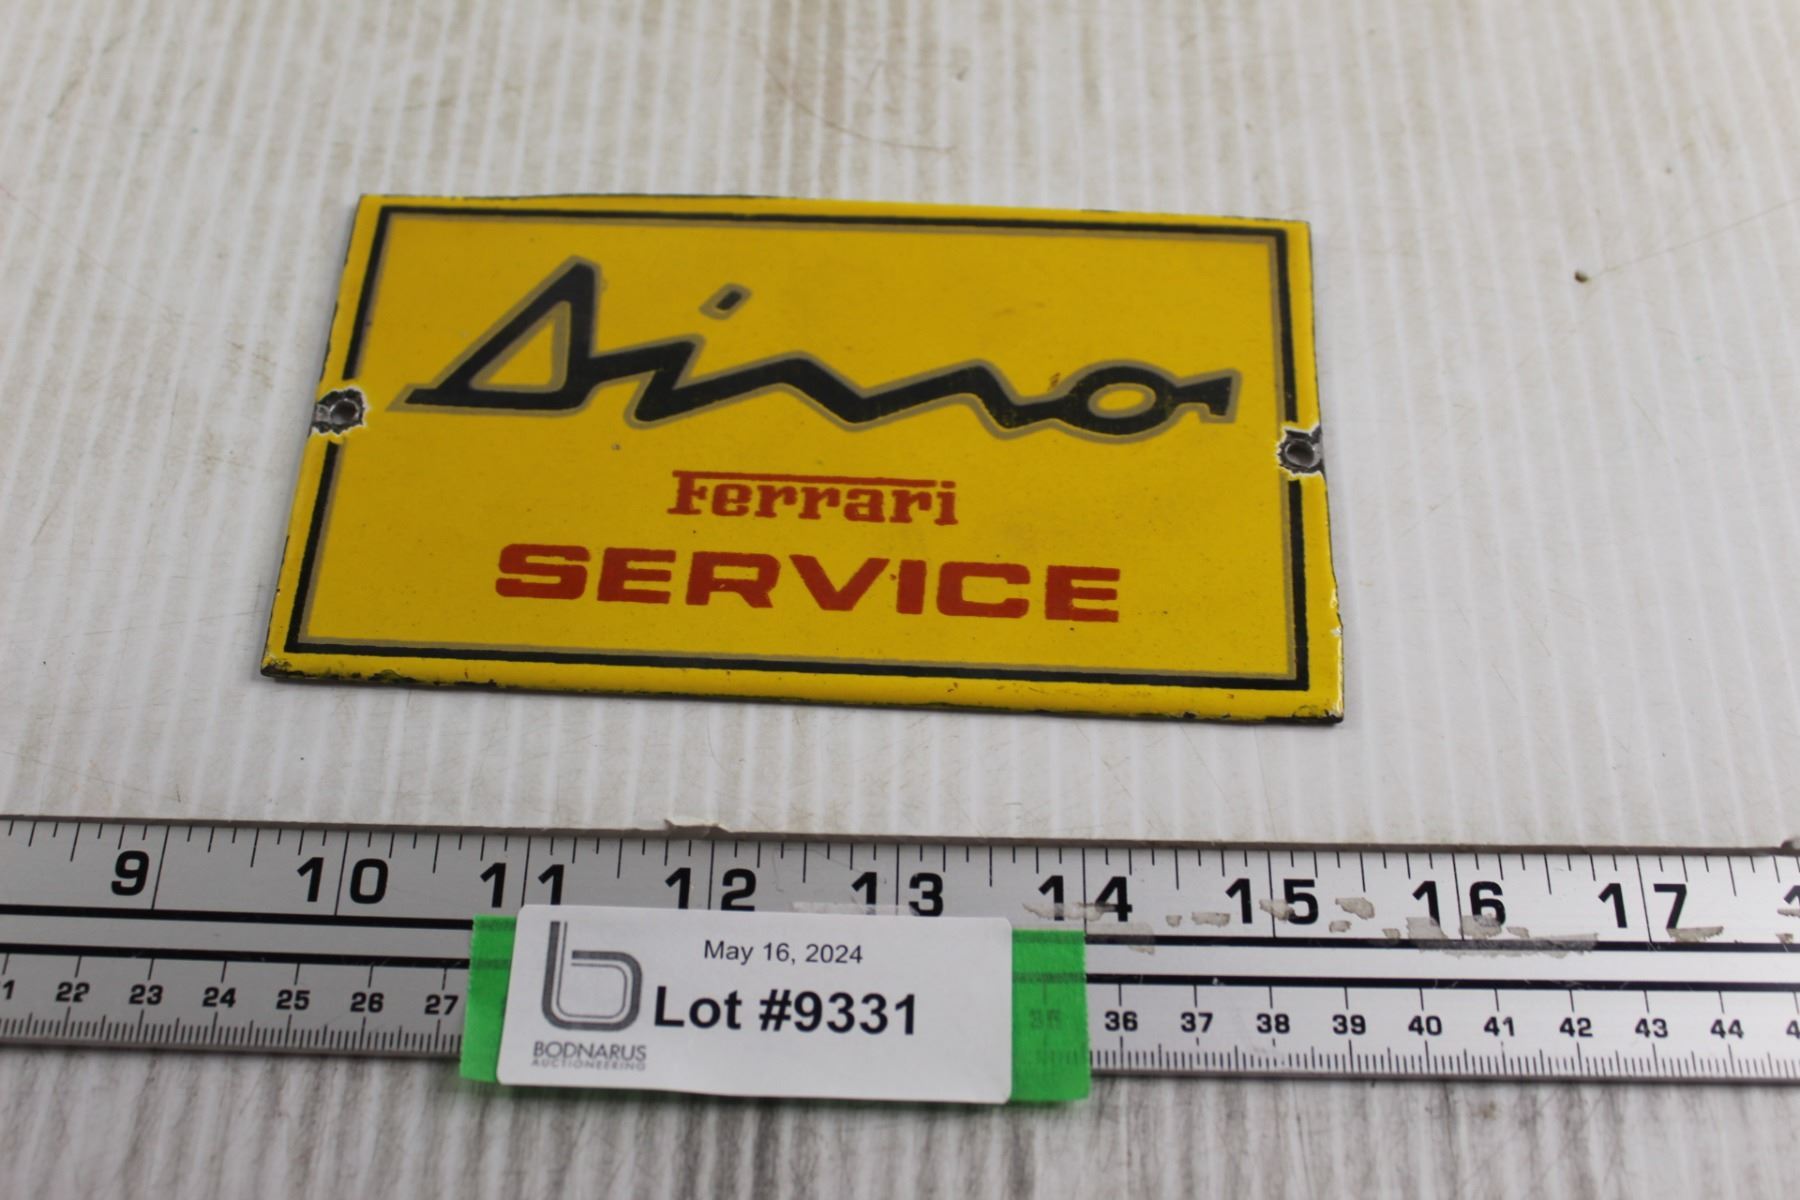 Dino
Ferrari
SERVICE
9 10 11 12 13 14 15 16 17
22 23 24 25 26 27 36 37 38 39 40 41 42 43 44
May 16, 2024
Lot #9331
b
BODNARUS
AUCTIONEERING